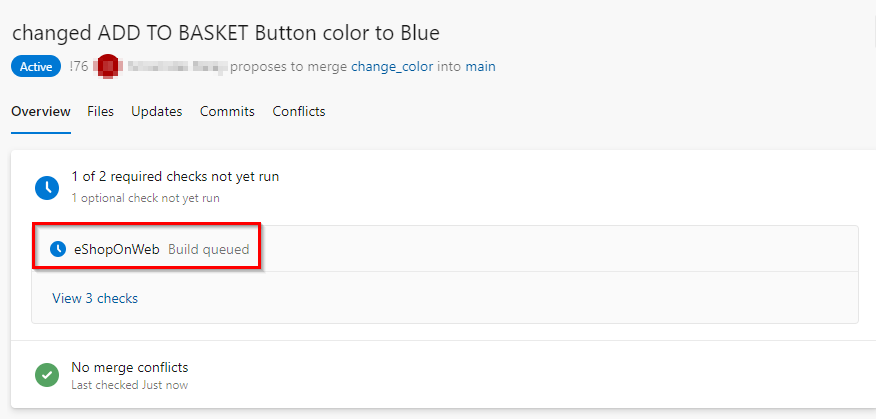 changed ADD TO BASKET Button color to Blue
Active !76 proposes to merge change_color into main
Overview Files Updates Commits Conflicts
1 of 2 required checks not yet run
1 optional check not yet run
eShopOnWeb Build queued
View 3 checks
No merge conflicts
Last checked Just now